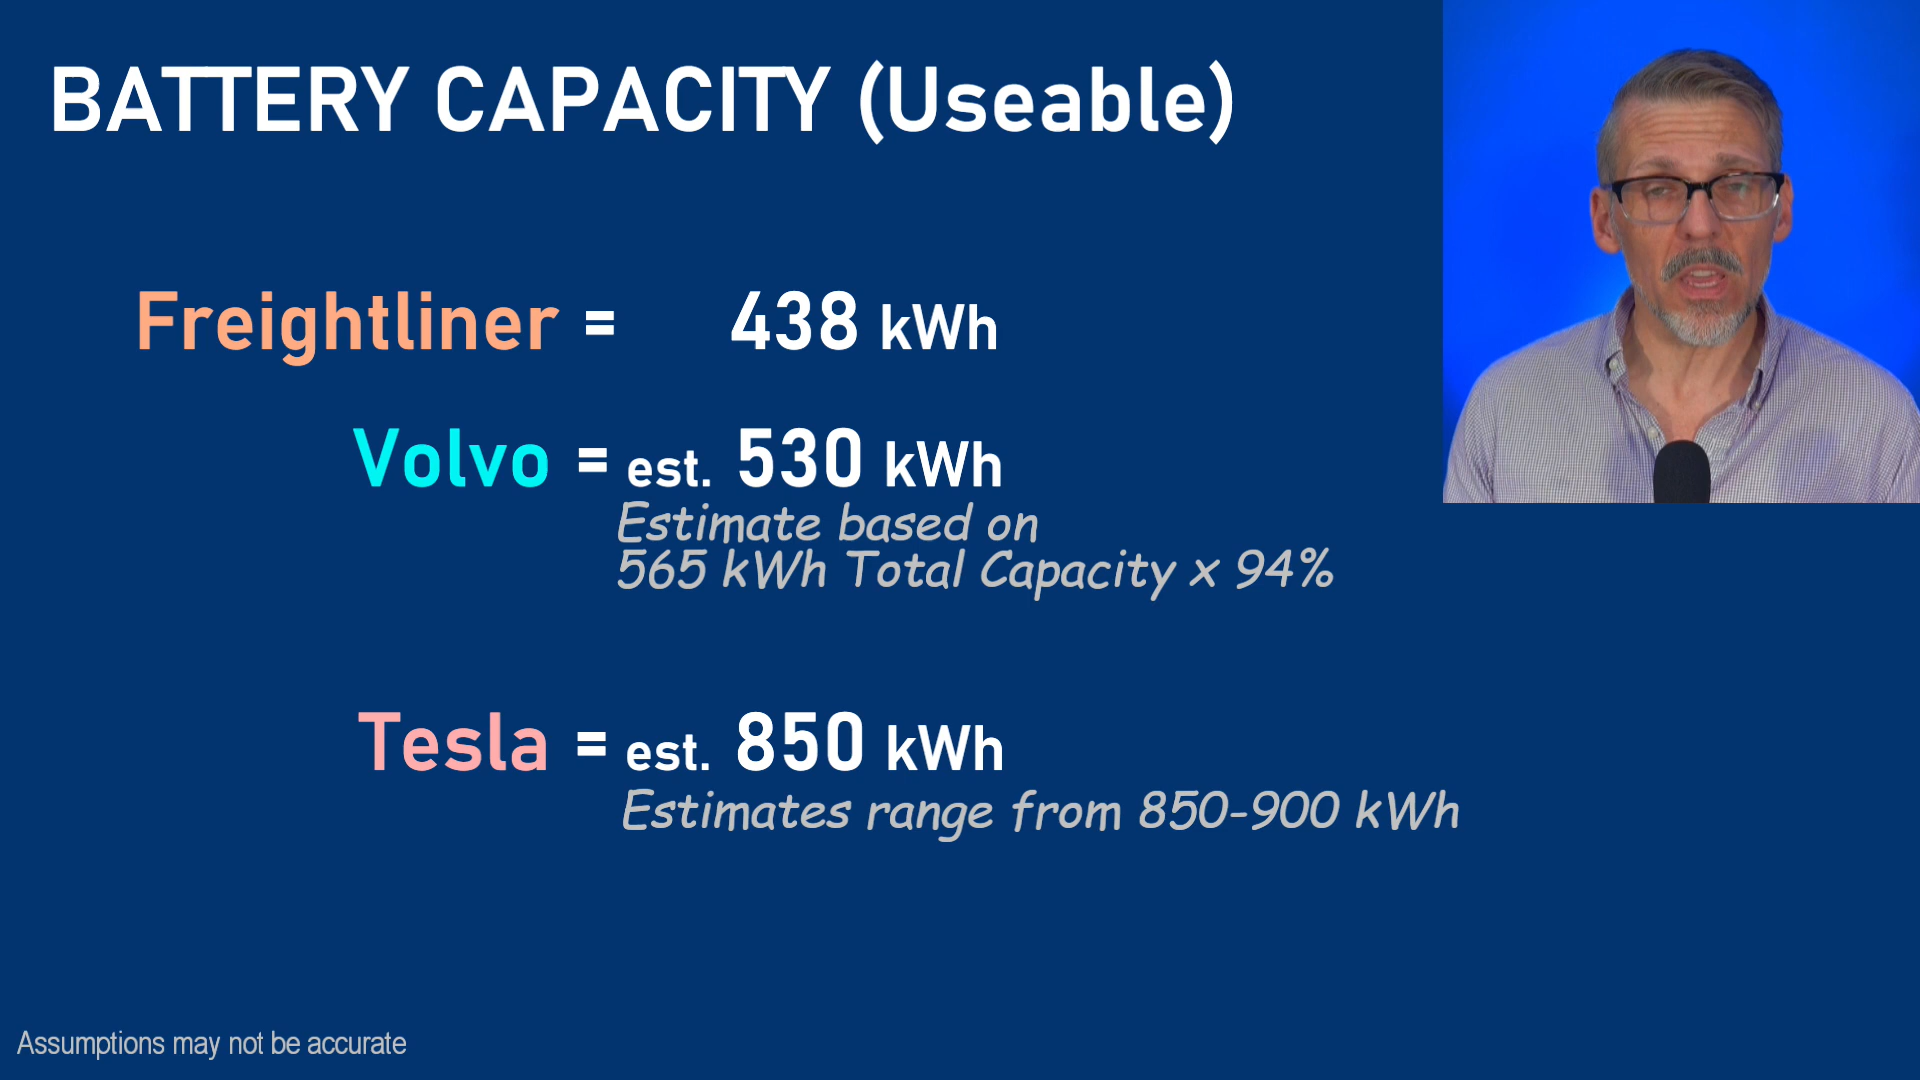 BATTERY CAPACITY (Useable)
Freightliner = 438 kWh
Volvo = est. 530 kWh
Estimate based on
565 kWh Total Capacity x 94%
Tesla = est. 850 kWh
Estimates range from 850-900 kWh
Assumptions may not be accurate